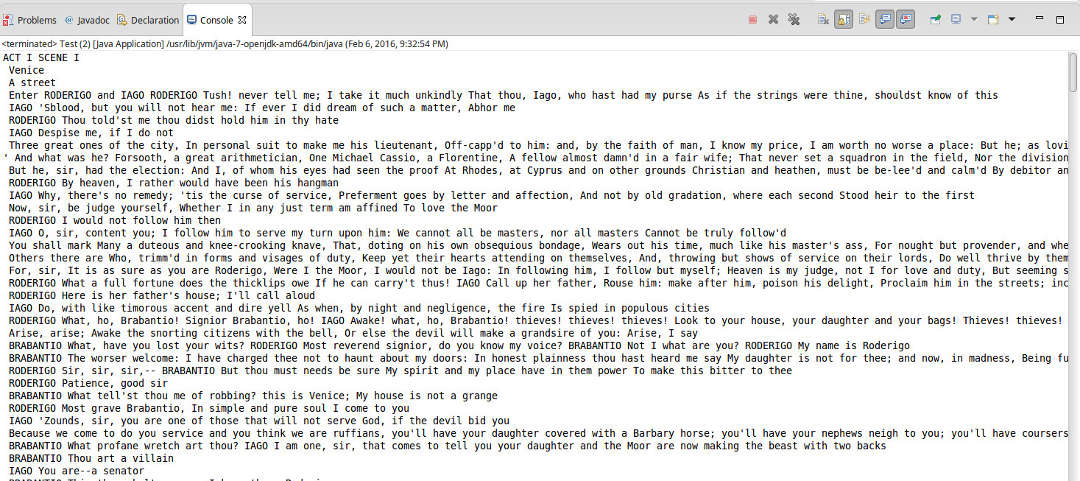 Problems Javadoc Declaration Console
<terminated> Test (2) [Java Application] /usr/lib/jvm/java-7-openjdk-amd64/bin/java (Feb 6, 2016, 9:32:54 PM)
ACT I SCENE I
Venice
A street
Enter RODERIGO and IAGO RODERIGO Tush! never tell me; I take it much unkindly That thou, Iago, who hast had my purse As if the strings were thine, shouldst know of this
IAGO 'Sblood, but you will not hear me: If ever I did dream of such a matter, Abhor me
RODERIGO Thou told'st me thou didst hold him in thy hate
IAGO Despise me, if I do not
Three great ones of the city, In personal suit to make me his lieutenant, Off-capp'd to him: and, by the faith of man, I know my price, I am worth no worse a place: But he; as lovi
' And what was he? Forsooth, a great arithmetician, One Michael Cassio, a Florentine, A fellow almost damn'd in a fair wife; That never set a squadron in the field, Nor the division
But he, sir, had the election: And I, of whom his eyes had seen the proof At Rhodes, at Cyprus and on other grounds Christian and heathen, must be be-lee'd and calm'd By debitor an
RODERIGO By heaven, I rather would have been his hangman
IAGO Why, there's no remedy; 'tis the curse of service, Preferment goes by letter and affection, And not by old gradation, where each second Stood heir to the first
Now, sir, be judge yourself, Whether I in any just term am affined To love the Moor
RODERIGO I would not follow him then
IAGO O, sir, content you; I follow him to serve my turn upon him: We cannot all be masters, nor all masters Cannot be truly follow'd
You shall mark Many a duteous and knee-crooking knave, That, doting on his own obsequious bondage, Wears out his time, much like his master's ass, For nought but provender, and whe
Others there are Who, trimm'd in forms and visages of duty, Keep yet their hearts attending on themselves, And, throwing but shows of service on their lords, Do well thrive by them
For, sir, It is as sure as you are Roderigo, Were I the Moor, I would not be Iago: In following him, I follow but myself; Heaven is my judge, not I for love and duty, But seeming s
RODERIGO What a full fortune does the thicklips owe If he can carry't thus! IAGO Call up her father, Rouse him: make after him, poison his delight, Proclaim him in the streets; inc
RODERIGO Here is her father's house; I'll call aloud
IAGO Do, with like timorous accent and dire yell As when, by night and negligence, the fire Is spied in populous cities
RODERIGO What, ho, Brabantio! Signior Brabantio, ho! IAGO Awake! what, ho, Brabantio! thieves! thieves! thieves! Look to your house, your daughter and your bags! Thieves! thieves!
Arise, arise; Awake the snorting citizens with the bell, Or else the devil will make a grandsire of you: Arise, I say
BRABANTIO What, have you lost your wits? RODERIGO Most reverend signior, do you know my voice? BRABANTIO Not I what are you? RODERIGO My name is Roderigo
BRABANTIO The worser welcome: I have charged thee not to haunt about my doors: In honest plainness thou hast heard me say My daughter is not for thee; and now, in madness, Being fu
RODERIGO Sir, sir, sir,-- BRABANTIO But thou must needs be sure My spirit and my place have in them power To make this bitter to thee
RODERIGO Patience, good sir
BRABANTIO What tell'st thou me of robbing? this is Venice; My house is not a grange
RODERIGO Most grave Brabantio, In simple and pure soul I come to you
IAGO 'Zounds, sir, you are one of those that will not serve God, if the devil bid you
Because we come to do you service and you think we are ruffians, you'll have your daughter covered with a Barbary horse; you'll have your nephews neigh to you; you'll have coursers
BRABANTIO What profane wretch art thou? IAGO I am one, sir, that comes to tell you your daughter and the Moor are now making the beast with two backs
BRABANTIO Thou art a villain
IAGO You are--a senator